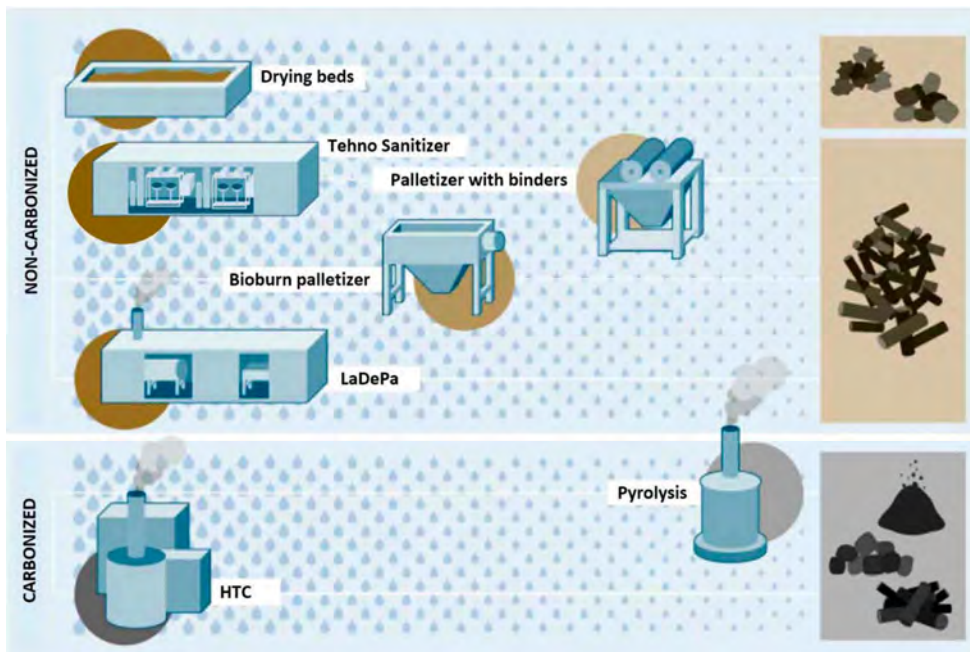 NON-CARBONIZED
Drying beds
Tehno Sanitizer
Palletizer with binders
Bioburn palletizer
LaDePa
CARBONIZED
Pyrolysis
HTC